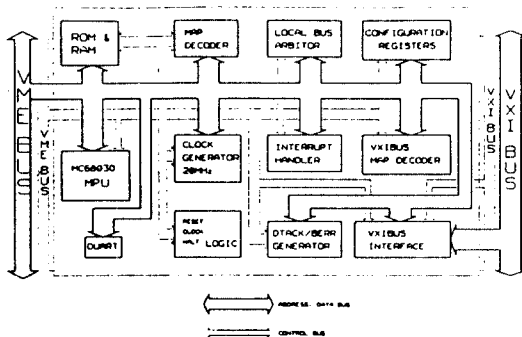 ROM &
RAM
MAP
DECODER
LOCAL BUS
ARBITOR
CONFIGURATION
REGISTERS
VME BUS
VME BUS
VXI BUS
VXI BUS
MC68030
MPU
CLOCK
GENERATOR
20MHz
INTERRUPT
HANDLER
VXIBUS
MAP DECODER
DUART
RESET
CLOCK
HALT LOGIC
DTACK/BERR
GENERATOR
VXIBUS
INTERFACE
ADDRESS, DATA BUS
CONTROL BUS